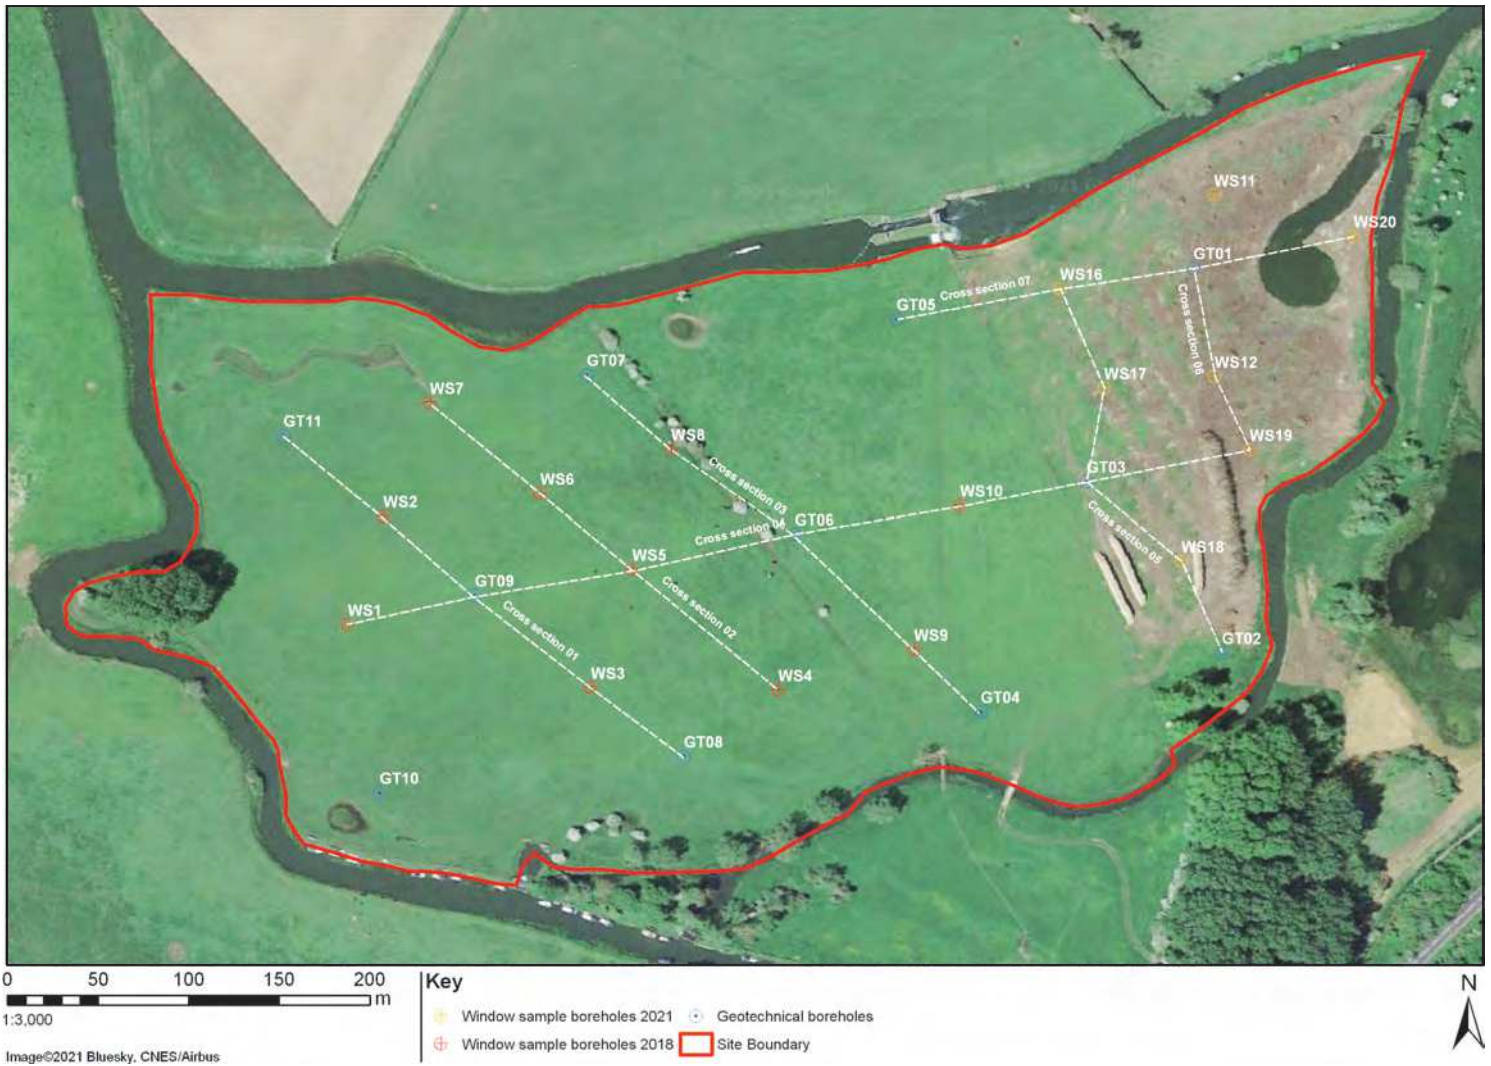 WS11
WS20
GT01
WS16
Cross section 07
GT05
Cross section 06
GT07
WS12
WS17
WS7
GT11
WS8
WS19
Cross section 03
GT03
WS6
WS10
WS2
GT06
Cross section 04
Cross section 05
WS18
WS5
GT09
Cross section 02
WS1
Cross section 01
WS9
GT02
WS3
WS4
GT04
GT08
GT10
0 50 100 150 200
m
1:3,000
Image©2021 Bluesky, CNES/Airbus
Key
Window sample boreholes 2021
Geotechnical boreholes
Window sample boreholes 2018
Site Boundary
N